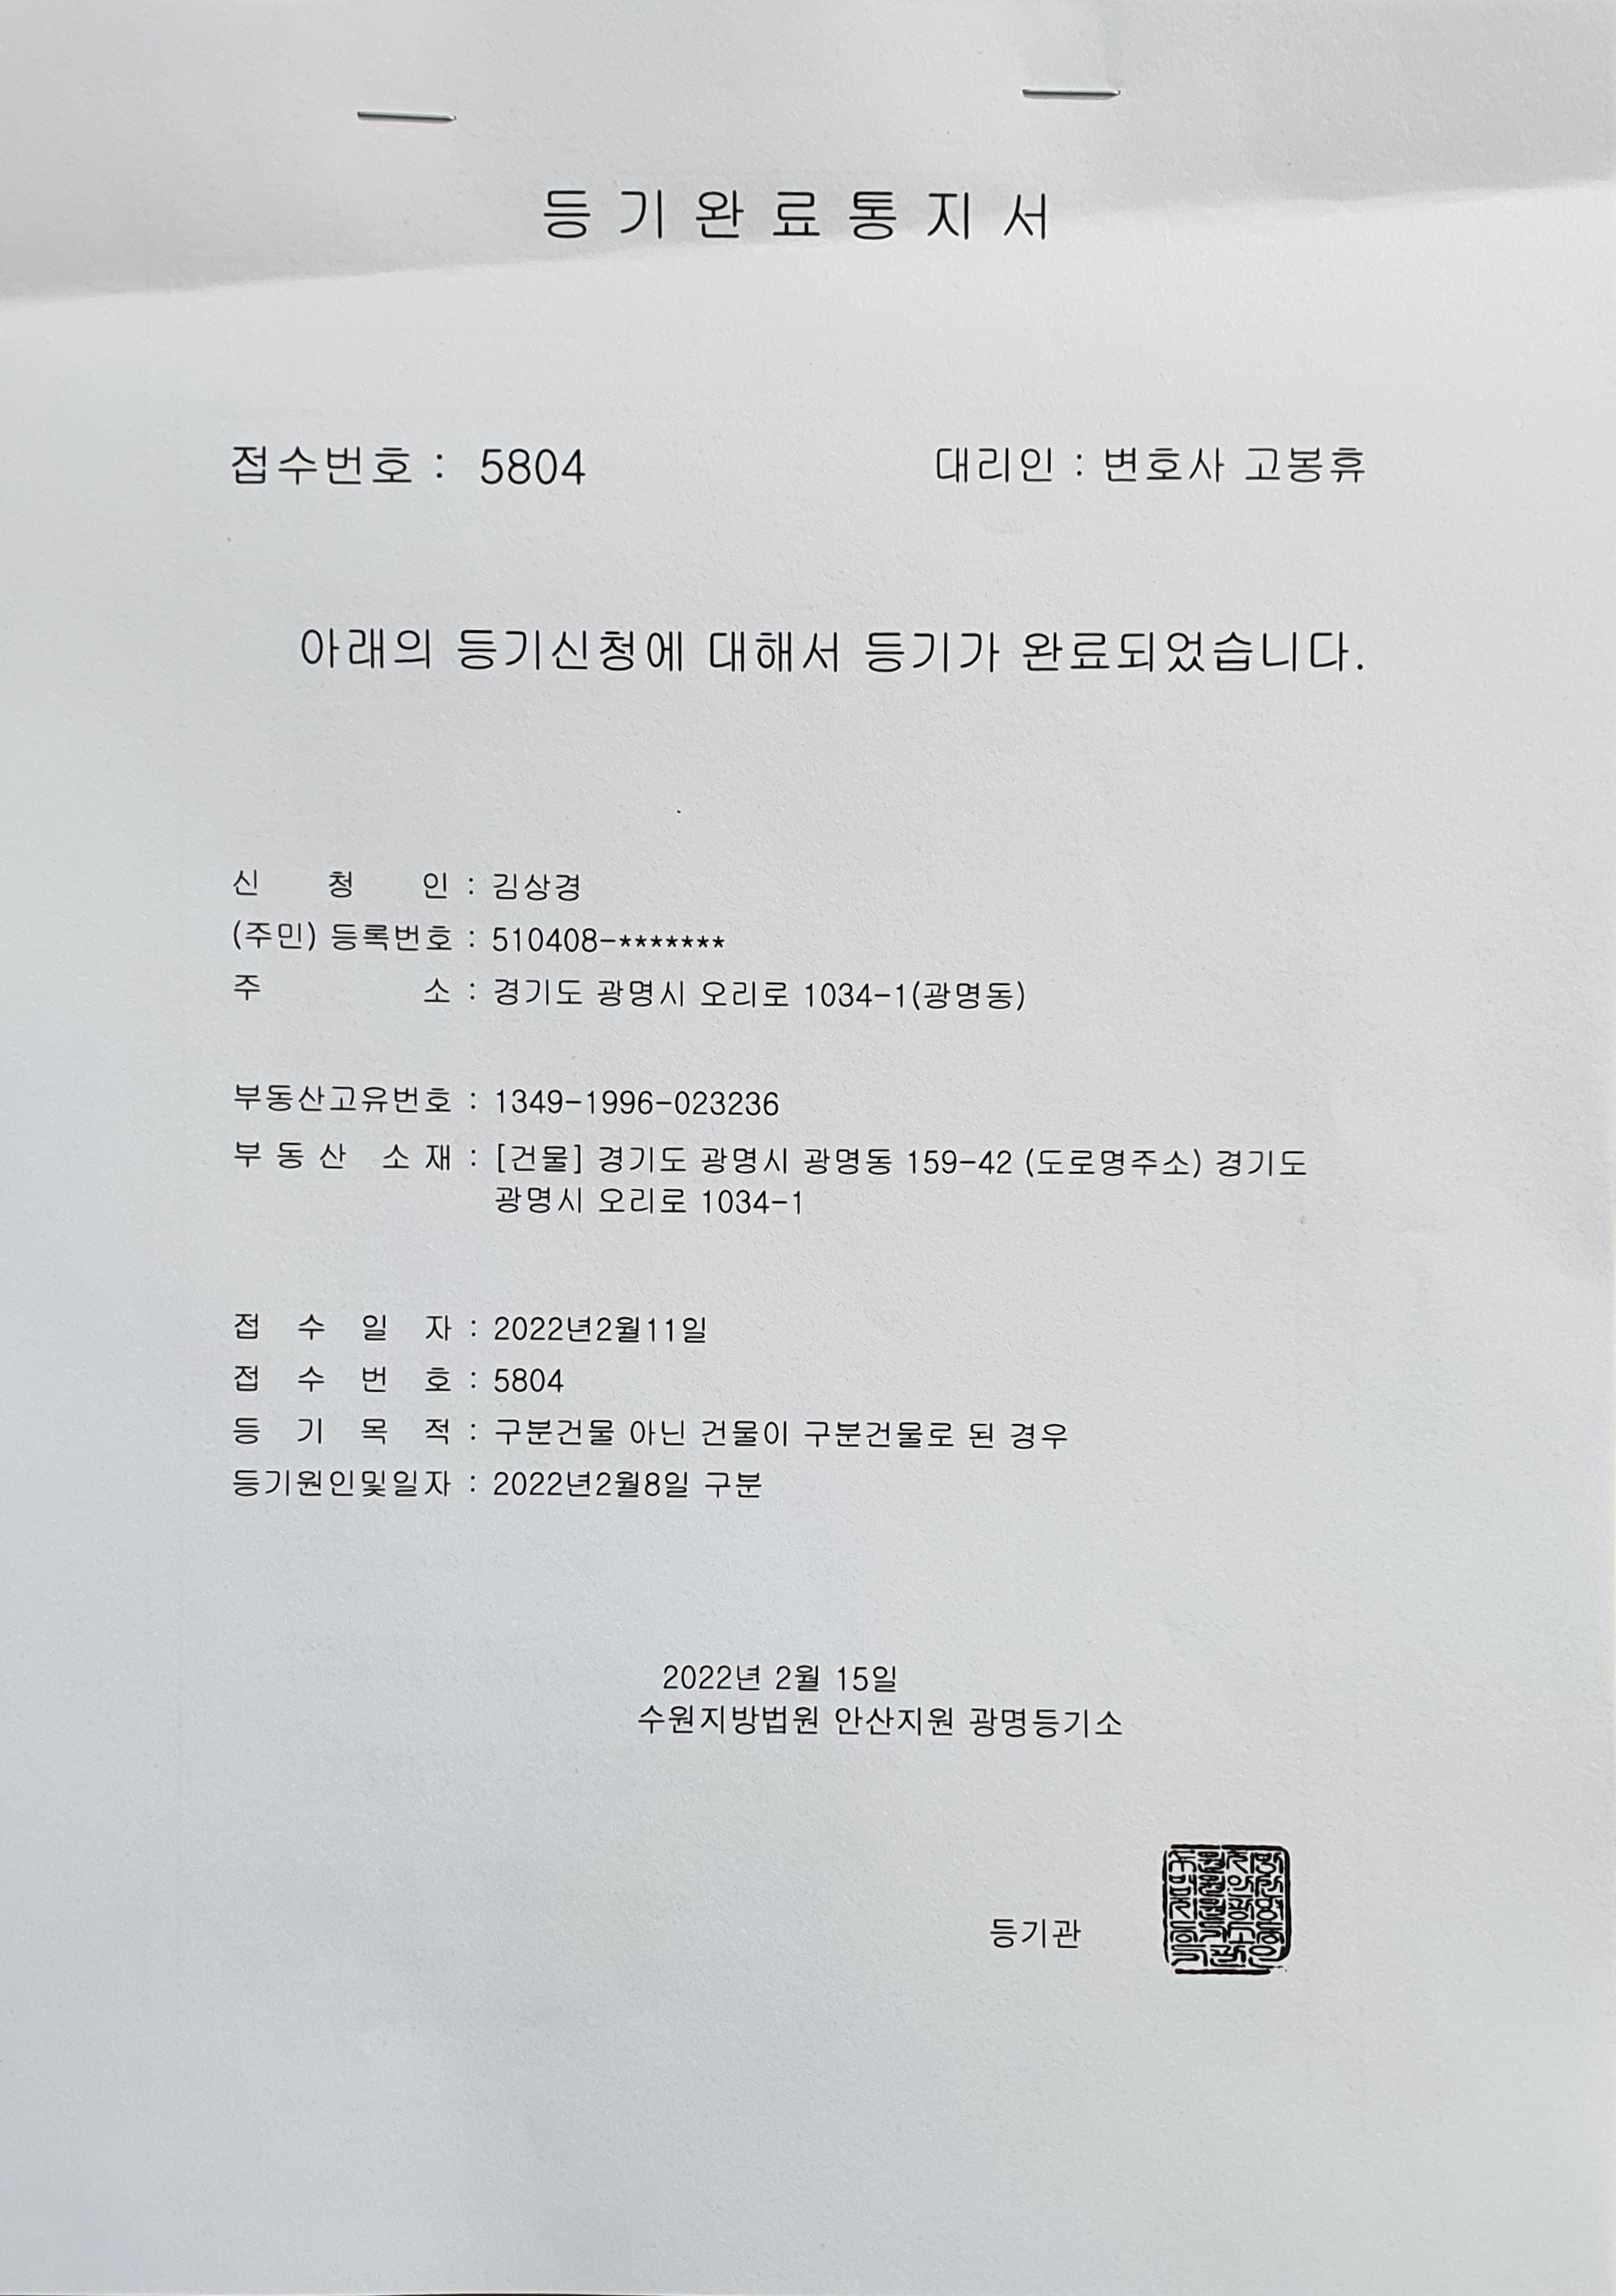 등기완료통지서
접수번호 : 5804 대리인 : 변호사 고봉휴
아래의 등기신청에 대해서 등기가 완료되었습니다.
신 청 인 : 김상경
(주민) 등록번호 : 510408-*******
주 소 : 경기도 광명시 오리로 1034-1(광명동)
부동산고유번호 : 1349-1996-023236
부 동 산 소 재 : [건물] 경기도 광명시 광명동 159-42 (도로명주소) 경기도
광명시 오리로 1034-1
접 수 일 자 : 2022년2월11일
접 수 번 호 : 5804
등 기 목 적 : 구분건물 아닌 건물이 구분건물로 된 경우
등기원인및일자 : 2022년2월8일 구분
2022년 2월 15일
수원지방법원 안산지원 광명등기소
등기관